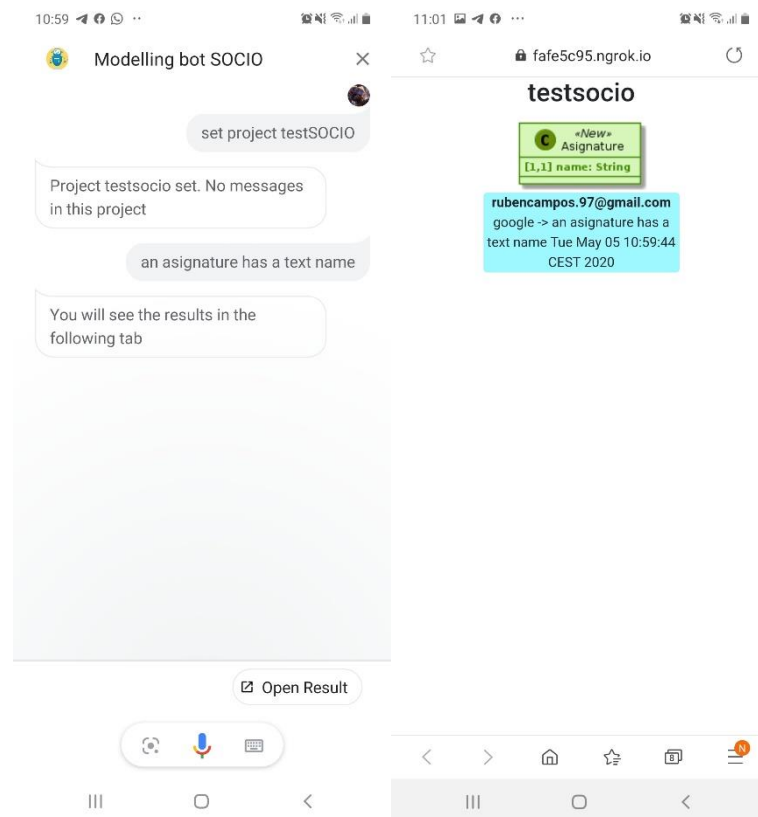 10:59
Modelling bot SOCIO
set project testSOCIO
Project testsocio set. No messages
in this project
an asignature has a text name
You will see the results in the
following tab
Open Result
11:01
fafe5c95.ngrok.io
testsocio
C
«New»
Asignature
[1,1] name: String
rubencampos.97@gmail.com
google -> an asignature has a
text name Tue May 05 10:59:44
CEST 2020
8
N